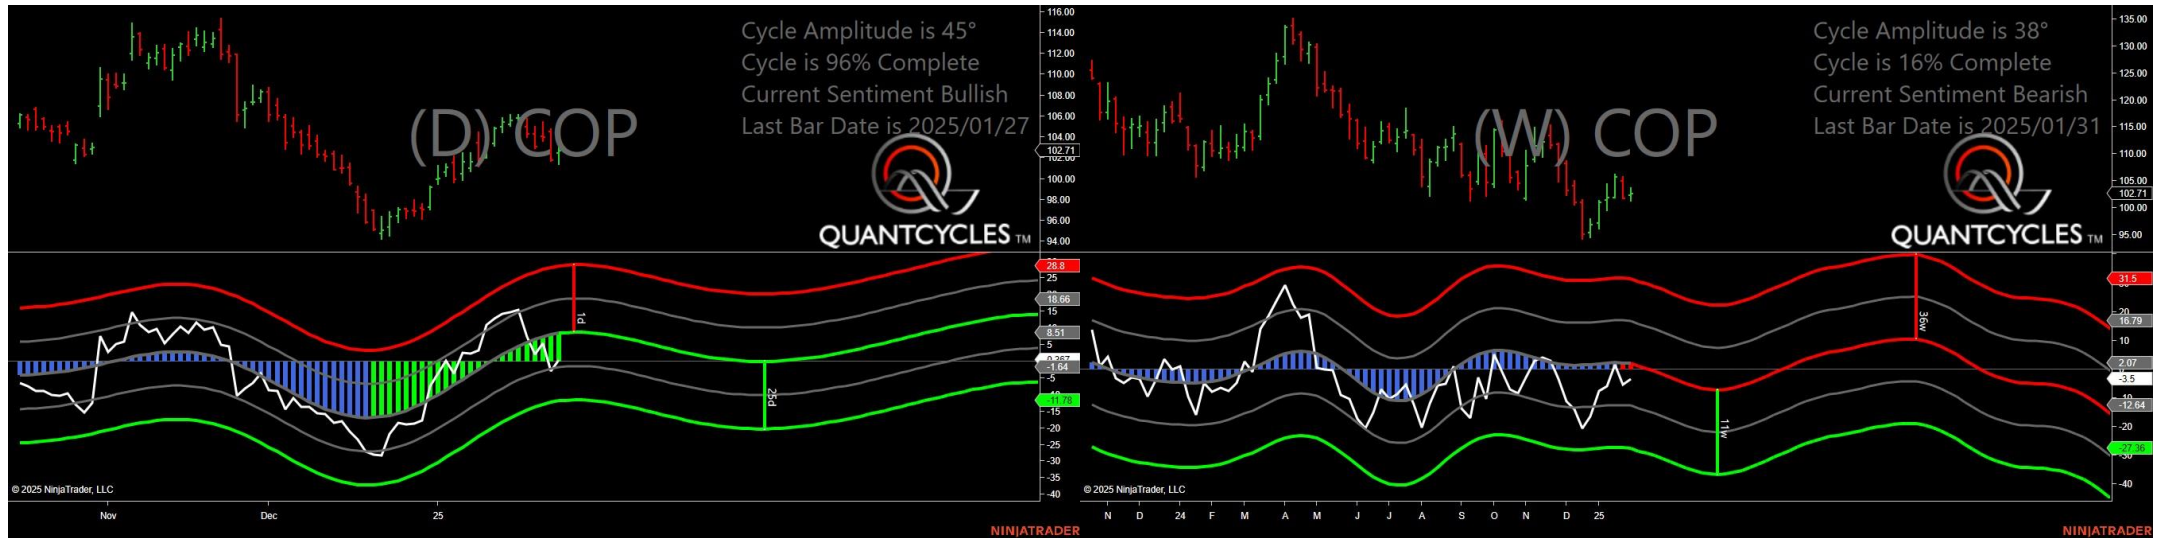 Cycle Amplitude is 45°
Cycle is 96% Complete
Current Sentiment Bullish
Last Bar Date is 2025/01/27
(D) COP
QUANTCYCLES TM
116.00
114.00
112.00
110.00
108.00
106.00
104.00
102.71
102.00
100.00
98.00
96.00
94.00
28.8
25
18.66
15
8.51
5
0.367
-1.64
-5
-11.78
-15
-20
-25
-30
-35
-40
1d
25d
© 2025 NinjaTrader, LLC
Nov
Dec
25
NINJATRADER
Cycle Amplitude is 38°
Cycle is 16% Complete
Current Sentiment Bearish
Last Bar Date is 2025/01/31
(W) COP
QUANTCYCLES TM
135.00
130.00
125.00
120.00
115.00
110.00
105.00
102.71
100.00
95.00
31.5
20
16.79
10
2.07
-3.5
-12.64
-20
-27.36
-30
-40
36w
11w
© 2025 NinjaTrader, LLC
N D 24 F M A M J J A S O N D 25
NINJATRADER